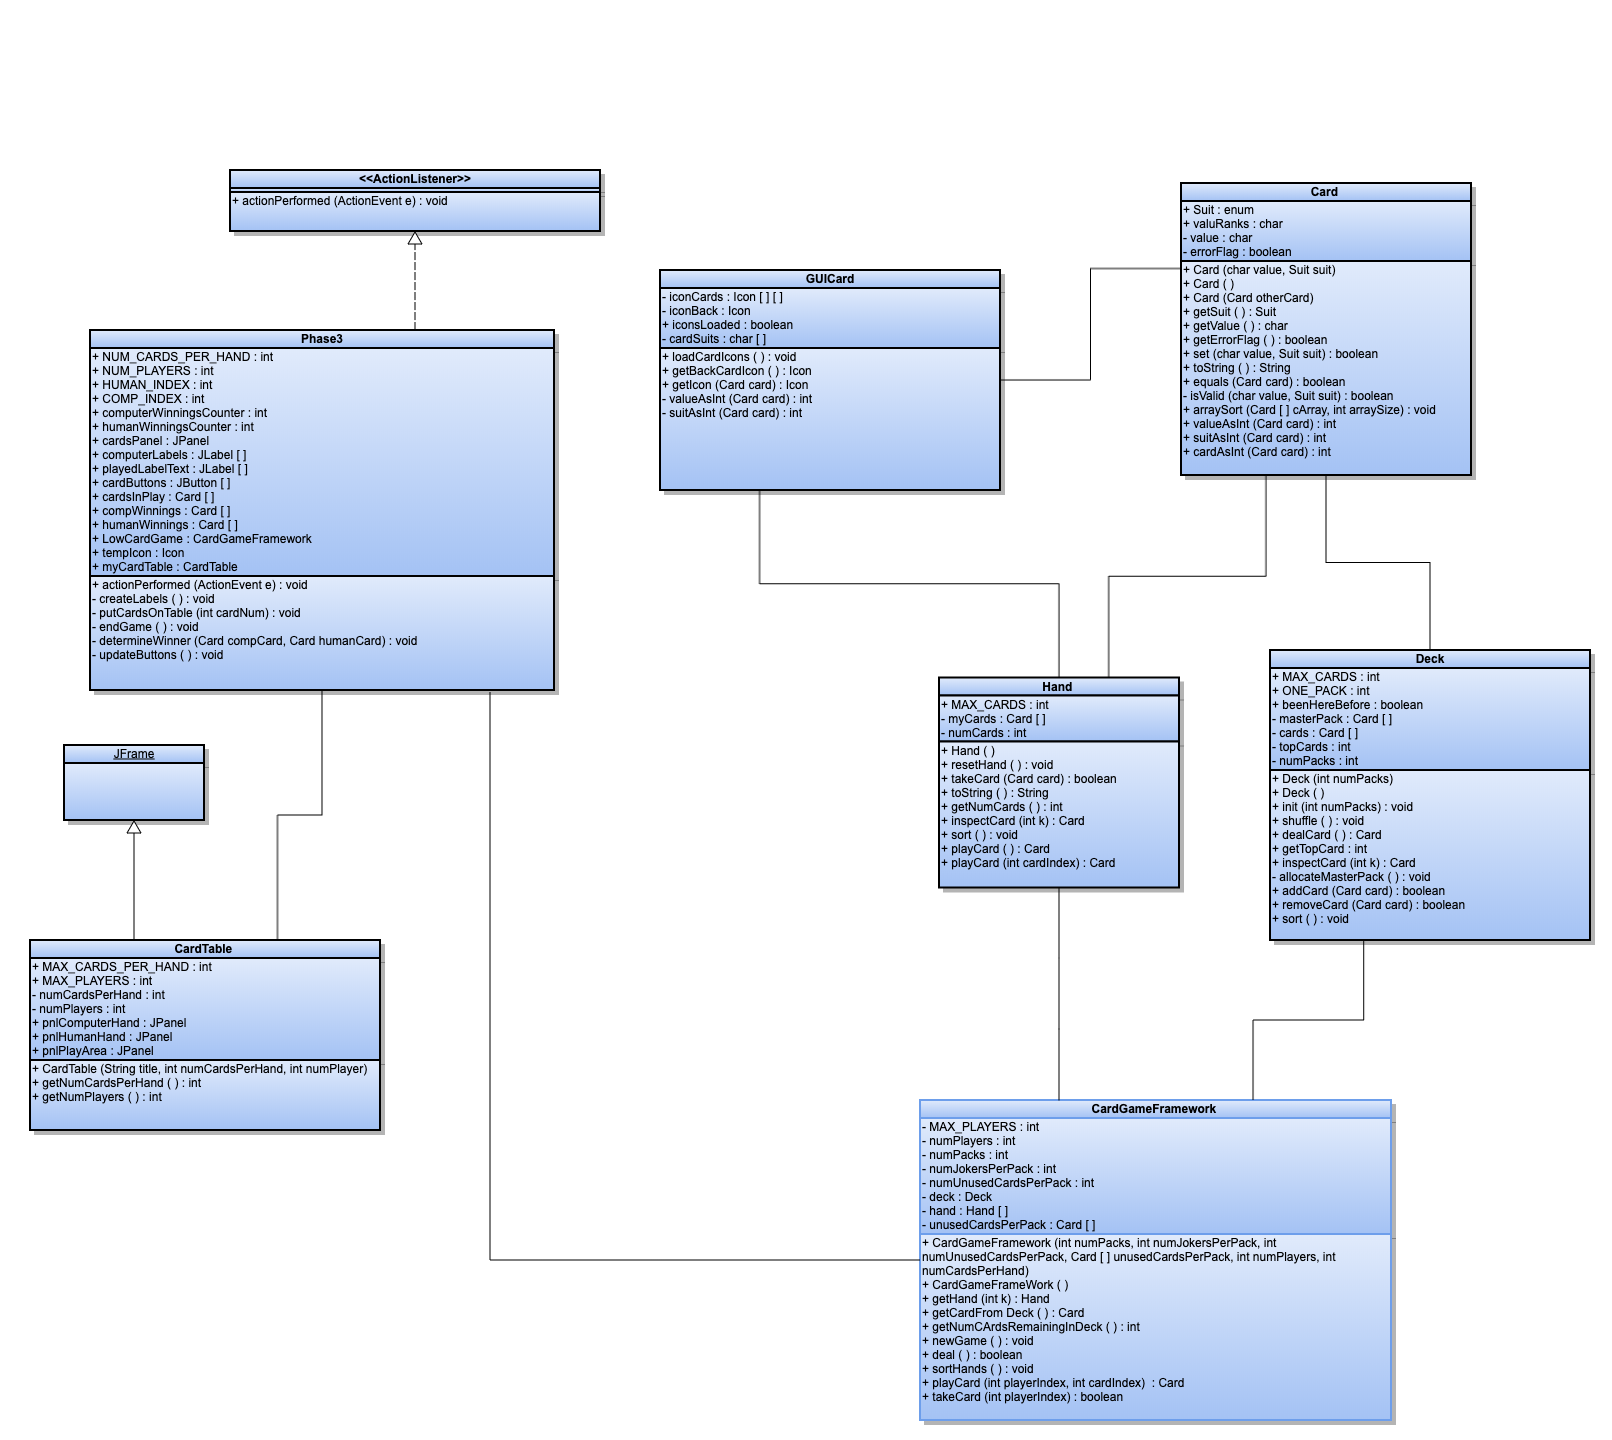 <<ActionListener>>
+ actionPerformed (ActionEvent e) : void
Phase3
+ NUM_CARDS_PER_HAND : int
+ NUM_PLAYERS : int
+ HUMAN_INDEX : int
+ COMP_INDEX : int
+ computerWinningsCounter : int
+ humanWinningsCounter : int
+ cardsPanel : JPanel
+ computerLabels : JLabel [ ]
+ playedLabelText : JLabel [ ]
+ cardButtons : JButton [ ]
+ cardsInPlay : Card [ ]
+ compWinnings : Card [ ]
+ humanWinnings : Card [ ]
+ LowCardGame : CardGameFramework
+ tempIcon : Icon
+ myCardTable : CardTable
+ actionPerformed (ActionEvent e) : void
- createLabels ( ) : void
- putCardsOnTable (int cardNum) : void
- endGame ( ) : void
- determineWinner (Card compCard, Card humanCard) : void
- updateButtons ( ) : void
JFrame
CardTable
+ MAX_CARDS_PER_HAND : int
+ MAX_PLAYERS : int
- numCardsPerHand : int
- numPlayers : int
+ pnlComputerHand : JPanel
+ pnlHumanHand : JPanel
+ pnlPlayArea : JPanel
+ CardTable (String title, int numCardsPerHand, int numPlayer)
+ getNumCardsPerHand ( ) : int
+ getNumPlayers ( ) : int
GUICard
- iconCards : Icon [ ] [ ]
- iconBack : Icon
+ iconsLoaded : boolean
- cardSuits : char [ ]
+ loadCardIcons ( ) : void
+ getBackCardIcon ( ) : Icon
+ getIcon (Card card) : Icon
- valueAsInt (Card card) : int
- suitAsInt (Card card) : int
Card
+ Suit : enum
+ valuRanks : char
- value : char
- errorFlag : boolean
+ Card (char value, Suit suit)
+ Card ( )
+ Card (Card otherCard)
+ getSuit ( ) : Suit
+ getValue ( ) : char
+ getErrorFlag ( ) : boolean
+ set (char value, Suit suit) : boolean
+ toString ( ) : String
+ equals (Card card) : boolean
- isValid (char value, Suit suit) : boolean
+ arraySort (Card [ ] cArray, int arraySize) : void
+ valueAsInt (Card card) : int
+ suitAsInt (Card card) : int
+ cardAsInt (Card card) : int
Hand
+ MAX_CARDS : int
- myCards : Card [ ]
- numCards : int
+ Hand ( )
+ resetHand ( ) : void
+ takeCard (Card card) : boolean
+ toString ( ) : String
+ getNumCards ( ) : int
+ inspectCard (int k) : Card
+ sort ( ) : void
+ playCard ( ) : Card
+ playCard (int cardIndex) : Card
Deck
+ MAX_CARDS : int
+ ONE_PACK : int
+ beenHereBefore : boolean
- masterPack : Card [ ]
- cards : Card [ ]
- topCards : int
- numPacks : int
+ Deck (int numPacks)
+ Deck ( )
+ init (int numPacks) : void
+ shuffle ( ) : void
+ dealCard ( ) : Card
+ getTopCard : int
+ inspectCard (int k) : Card
- allocateMasterPack ( ) : void
+ addCard (Card card) : boolean
+ removeCard (Card card) : boolean
+ sort ( ) : void
CardGameFramework
- MAX_PLAYERS : int
- numPlayers : int
- numPacks : int
- numJokersPerPack : int
- numUnusedCardsPerPack : int
- deck : Deck
- hand : Hand [ ]
- unusedCardsPerPack : Card [ ]
+ CardGameFramework (int numPacks, int numJokersPerPack, int
numUnusedCardsPerPack, Card [ ] unusedCardsPerPack, int numPlayers, int
numCardsPerHand)
+ CardGameFrameWork ( )
+ getHand (int k) : Hand
+ getCardFrom Deck ( ) : Card
+ getNumCArdsRemainingInDeck ( ) : int
+ newGame ( ) : void
+ deal ( ) : boolean
+ sortHands ( ) : void
+ playCard (int playerIndex, int cardIndex) : Card
+ takeCard (int playerIndex) : boolean